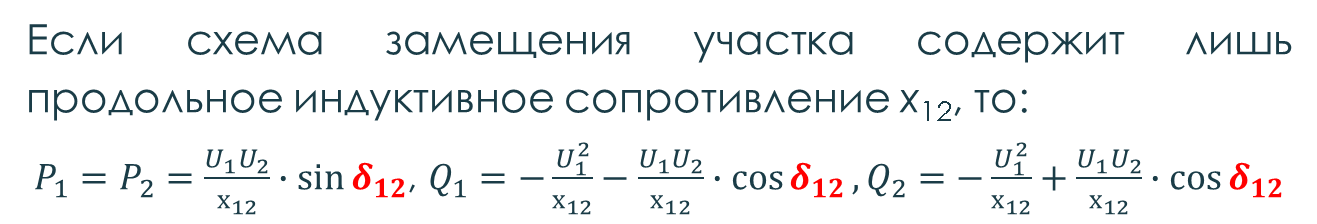 Если схема замещения участка содержит лишь
продольное индуктивное сопротивление x₁₂, то:
P₁ = P₂ = U₁U₂/x₁₂ · sin δ₁₂, Q₁ = −U₁²/x₁₂ − U₁U₂/x₁₂ · cos δ₁₂, Q₂ = −U₁²/x₁₂ + U₁U₂/x₁₂ · cos δ₁₂